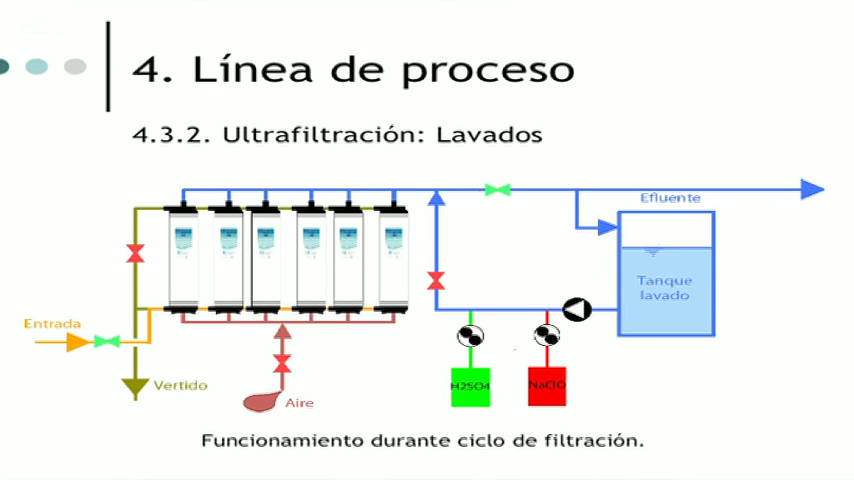 4. Línea de proceso
4.3.2. Ultrafiltración: Lavados
Efluente
Tanque
lavado
Entrada
Vertido
Aire
H2SO4
NaClO
Funcionamiento durante ciclo de filtración.